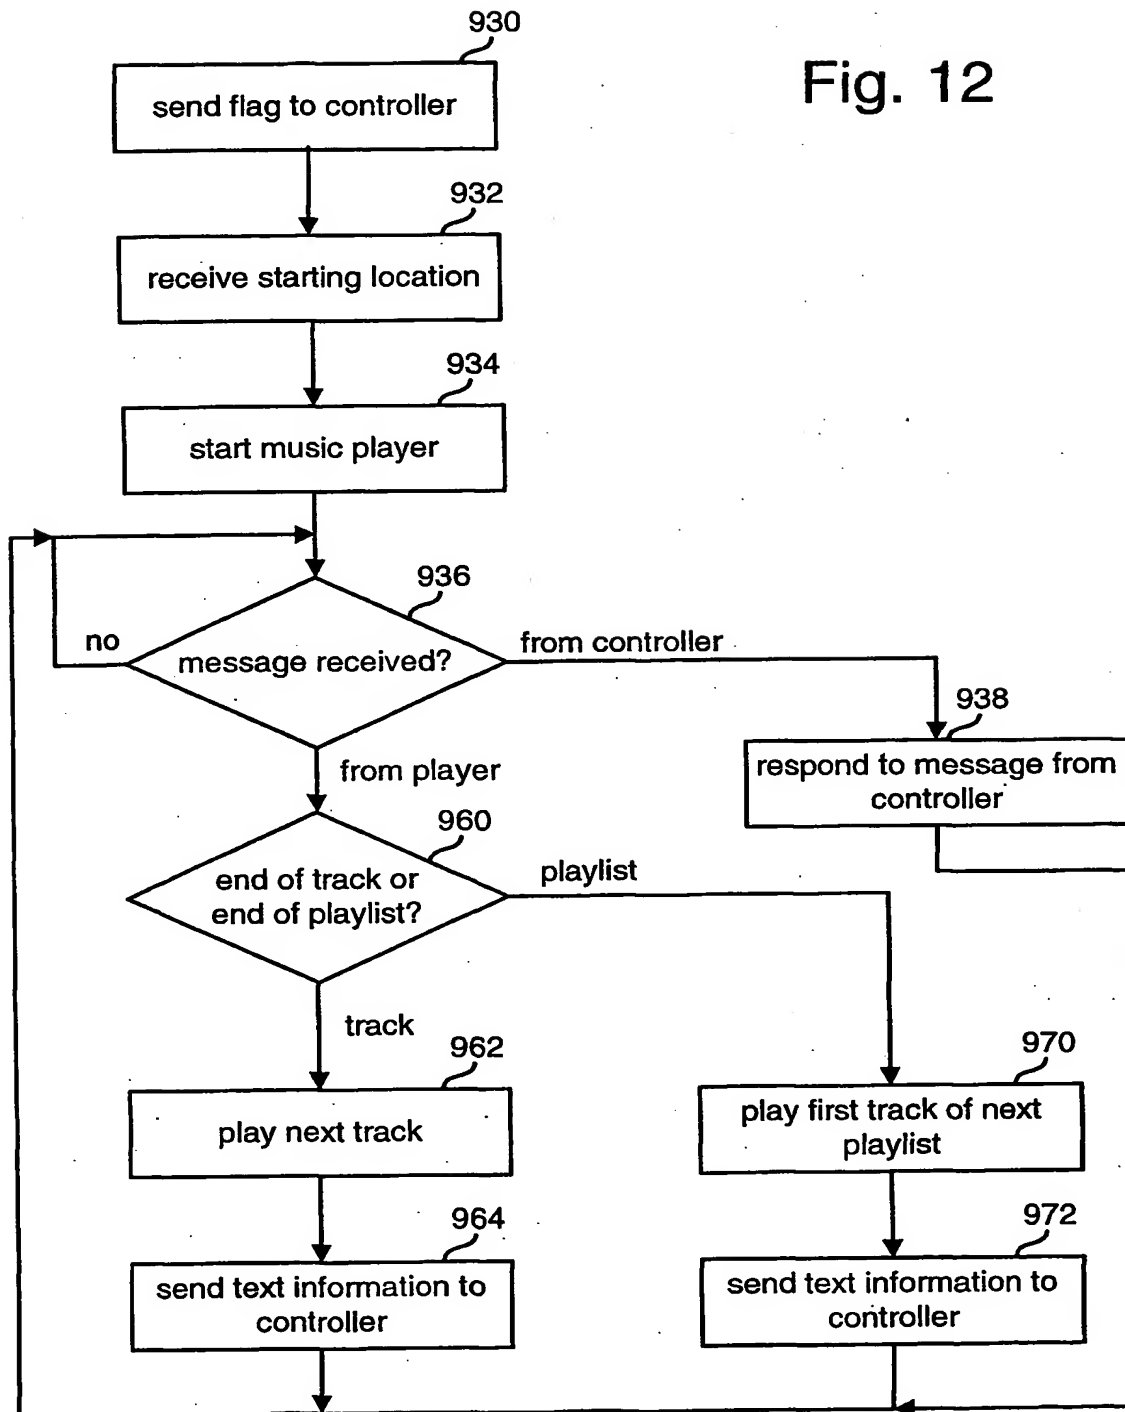 Fig. 12
930
send flag to controller
932
receive starting location
934
start music player
936
no
message received?
from controller
938
respond to message from
controller
from player
960
end of track or
end of playlist?
playlist
track
962
play next track
970
play first track of next
playlist
964
send text information to
controller
972
send text information to
controller